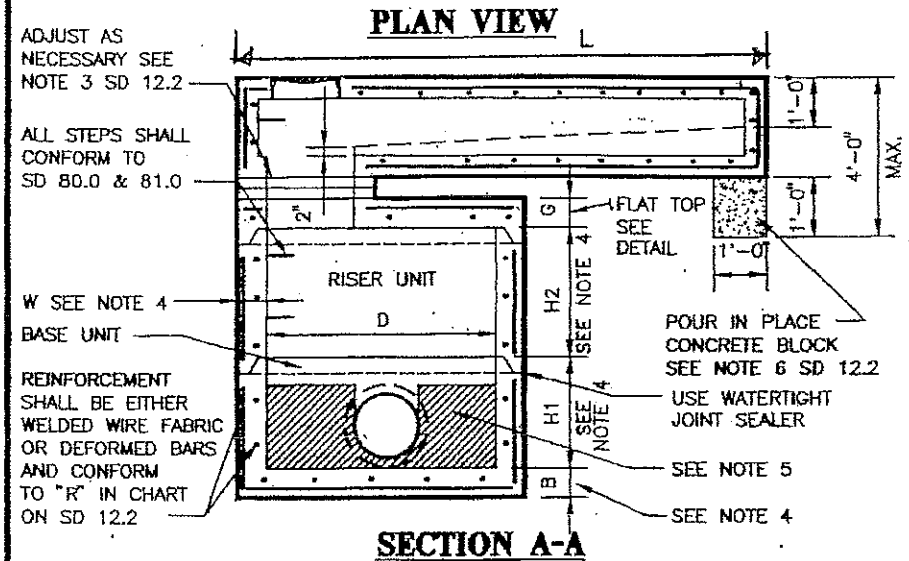 PLAN VIEW
L
ADJUST AS
NECESSARY SEE
NOTE 3 SD 12.2
ALL STEPS SHALL
CONFORM TO
SD 80.0 & 81.0
W SEE NOTE 4
BASE UNIT
REINFORCEMENT
SHALL BE EITHER
WELDED WIRE FABRIC
OR DEFORMED BARS
AND CONFORM
TO "R" IN CHART
ON SD 12.2
2"
RISER UNIT
D
G
H2
SEE NOTE 4
H1
SEE
NOTE 4
B
FLAT TOP
SEE
DETAIL
1'-0"
1'-0"
4'-0"
MAX.
1'-0
POUR IN PLACE
CONCRETE BLOCK
SEE NOTE 6 SD 12.2
USE WATERTIGHT
JOINT SEALER
SEE NOTE 5
SEE NOTE 4
SECTION A-A